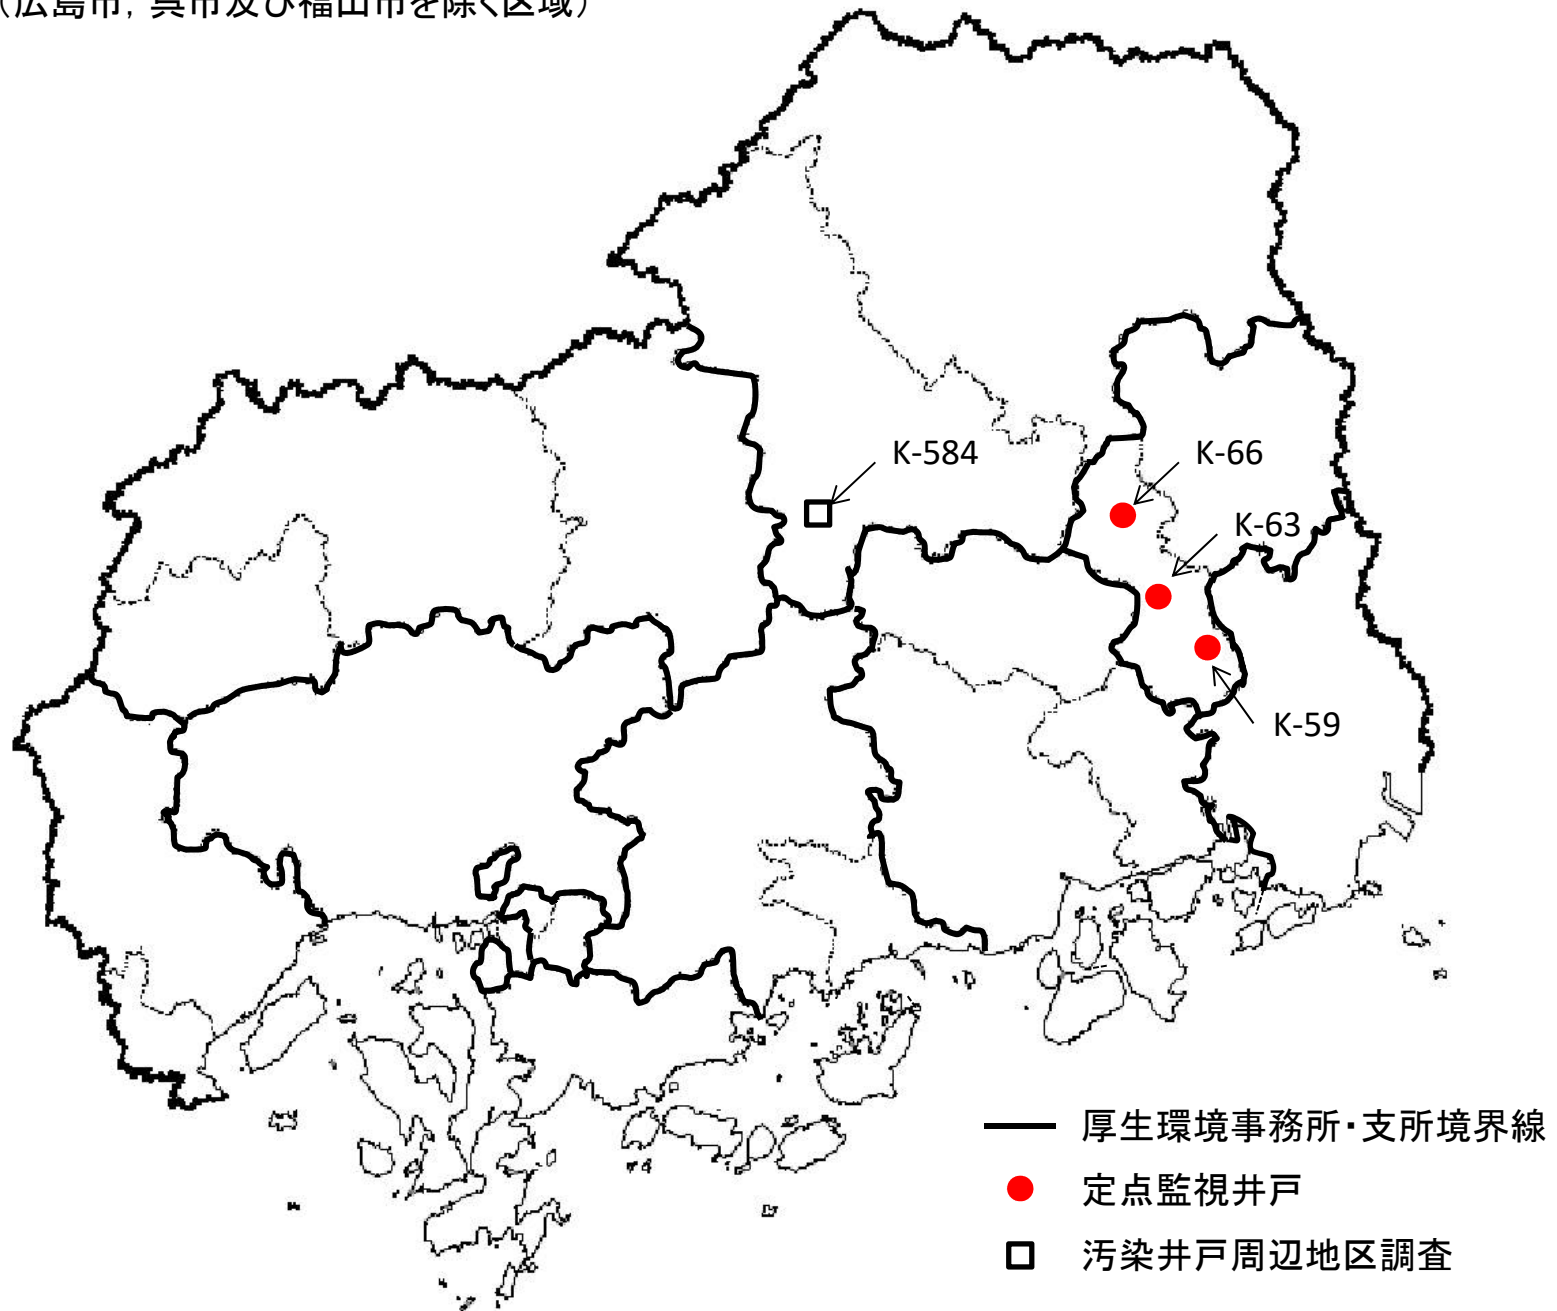 （広島市，呉市及び福山市を除く区域）
K-584
K-66
K-63
K-59
厚生環境事務所・支所境界線
定点監視井戸
汚染井戸周辺地区調査